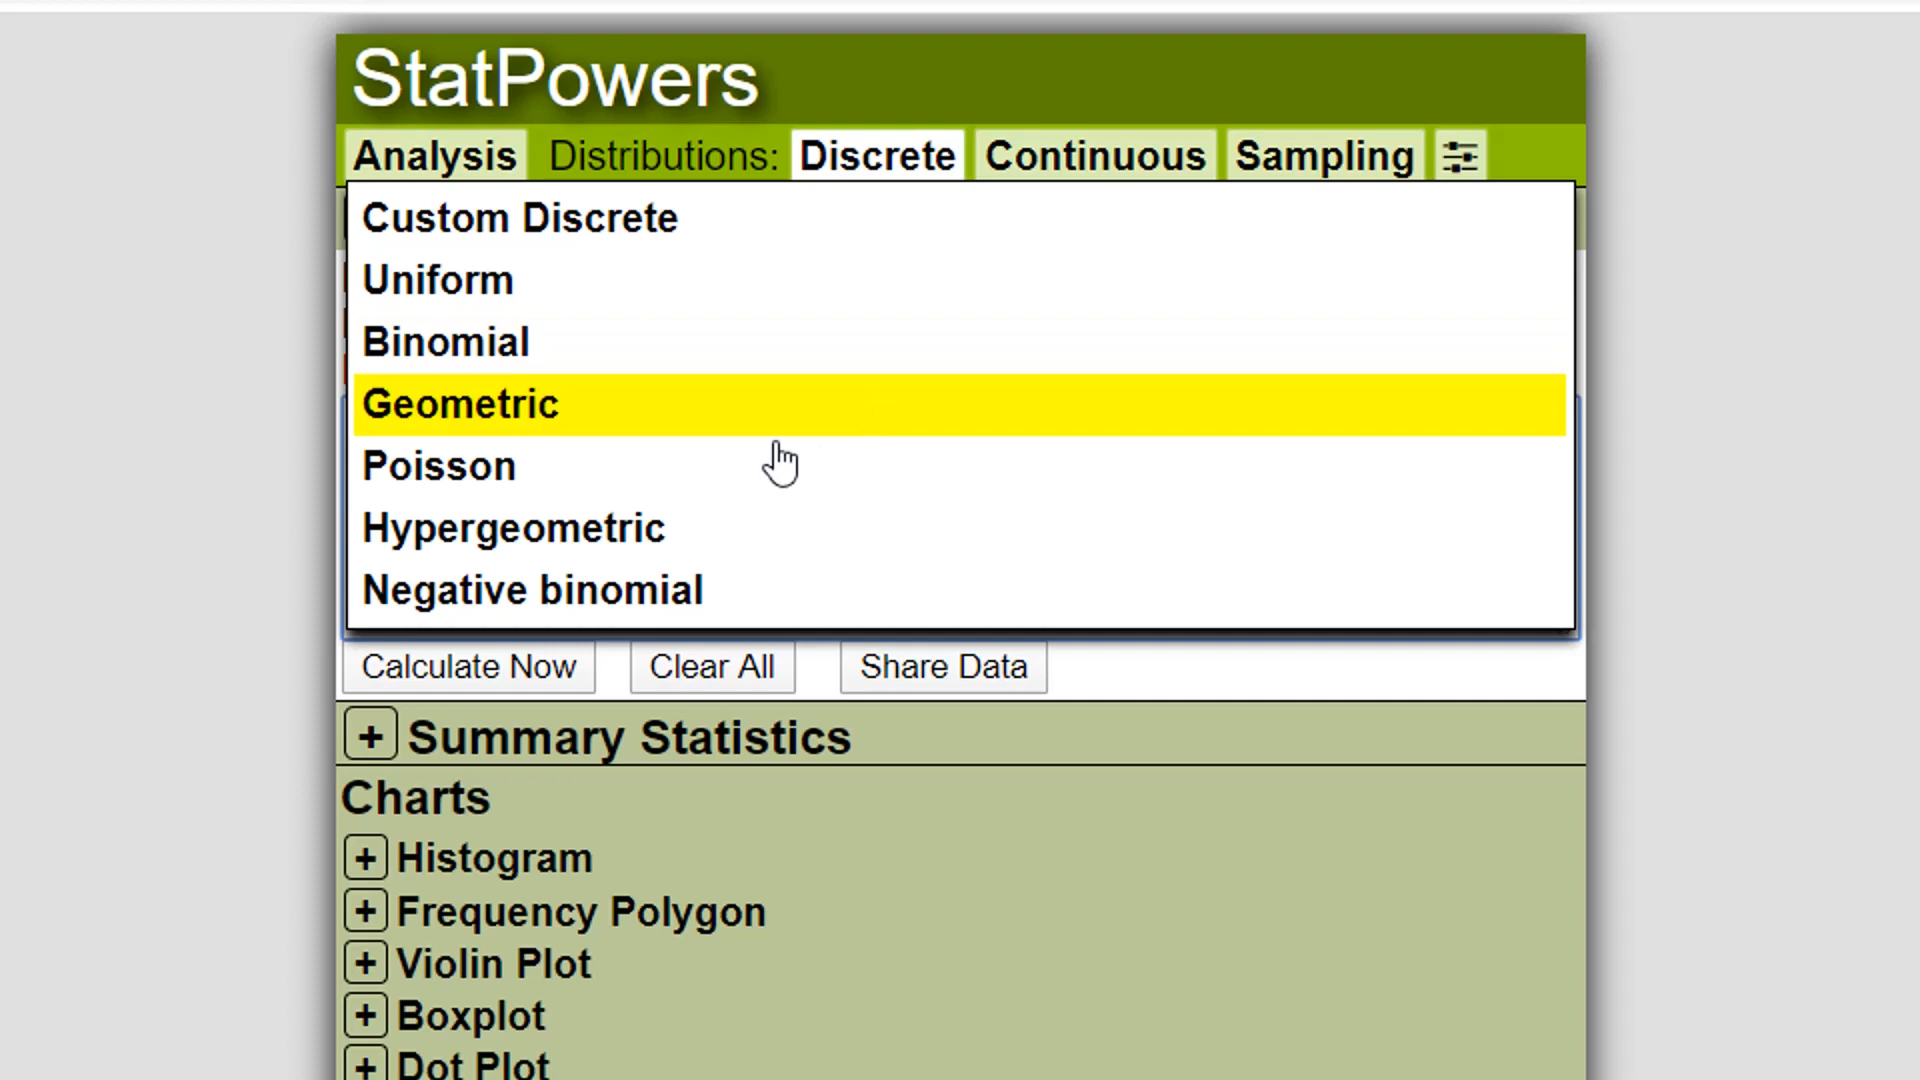 StatPowers
Analysis Distributions: Discrete Continuous Sampling
Custom Discrete
Uniform
Binomial
Geometric
Poisson
Hypergeometric
Negative binomial
Calculate Now Clear All Share Data
+ Summary Statistics
Charts
+ Histogram
+ Frequency Polygon
+ Violin Plot
+ Boxplot
+ Dot Plot